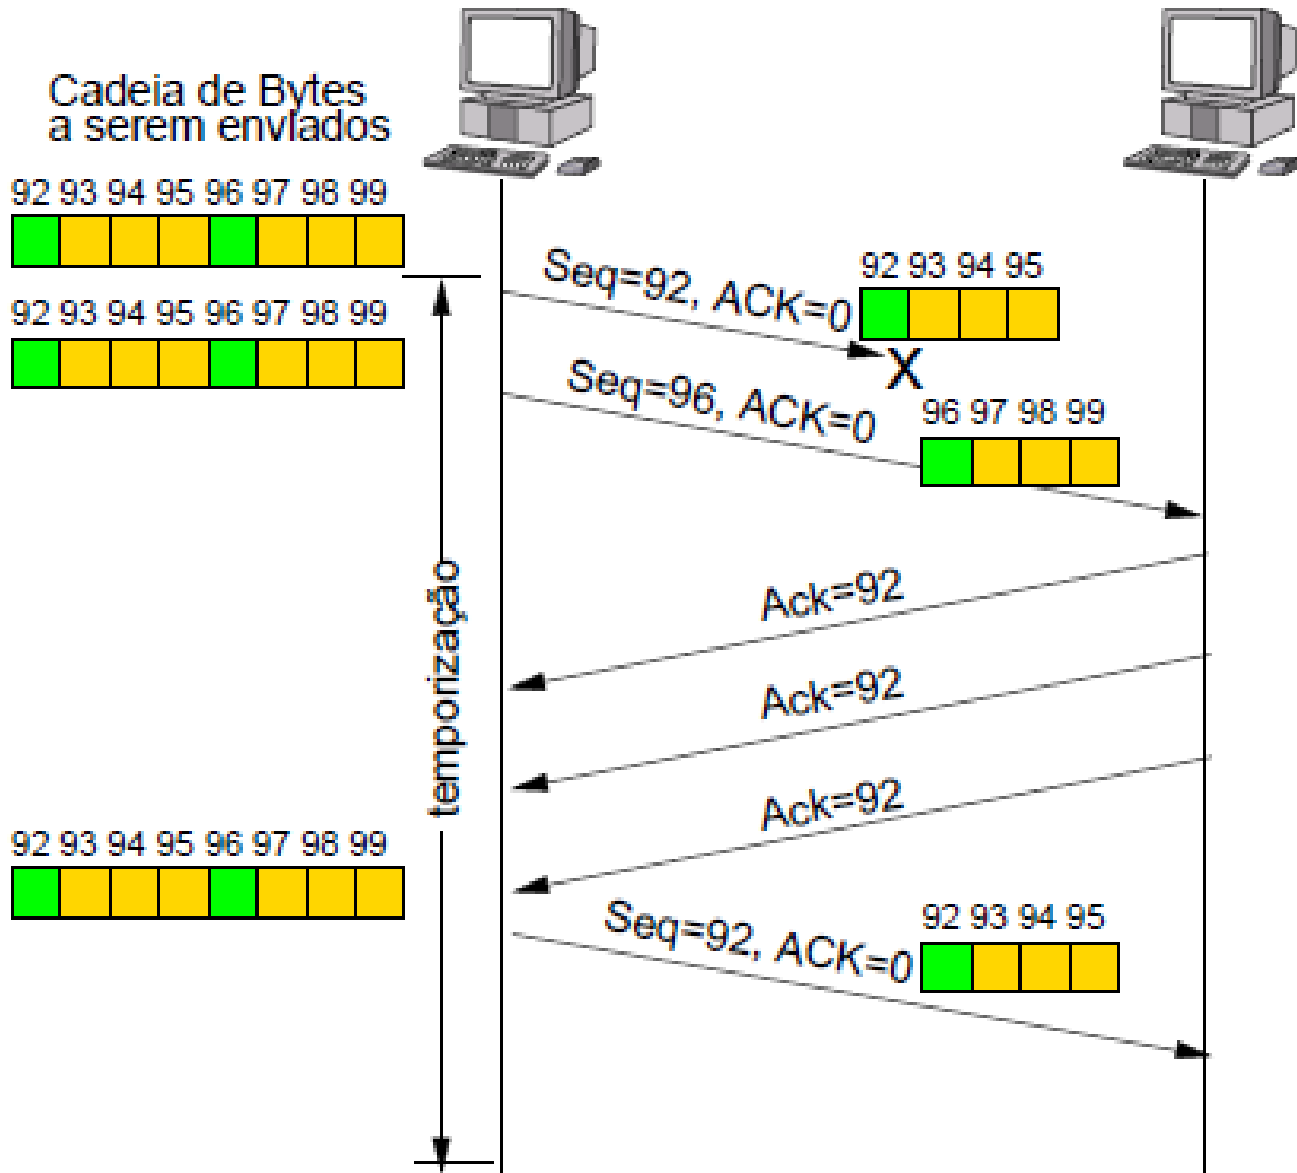 Cadeia de Bytes
a serem enviados
92 93 94 95 96 97 98 99
Seq=92, ACK=0
92 93 94 95
X
92 93 94 95 96 97 98 99
Seq=96, ACK=0
96 97 98 99
temporização
Ack=92
Ack=92
Ack=92
92 93 94 95 96 97 98 99
Seq=92, ACK=0
92 93 94 95